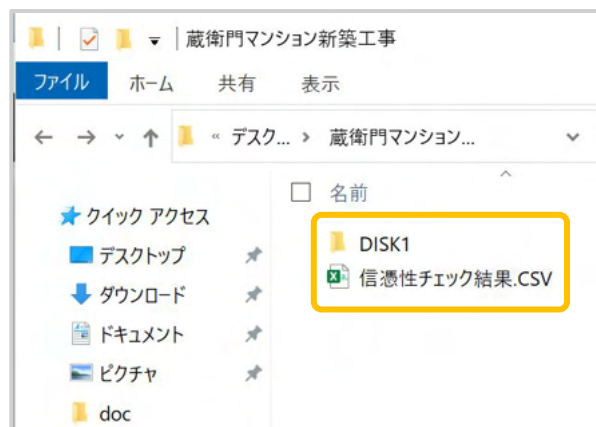 蔵衛門マンション新築工事
ファイル ホーム 共有 表示
« デスク... › 蔵衛門マンション...
名前
クイック アクセス
デスクトップ
ダウンロード
ドキュメント
ピクチャ
doc
DISK1
信憑性チェック結果.CSV